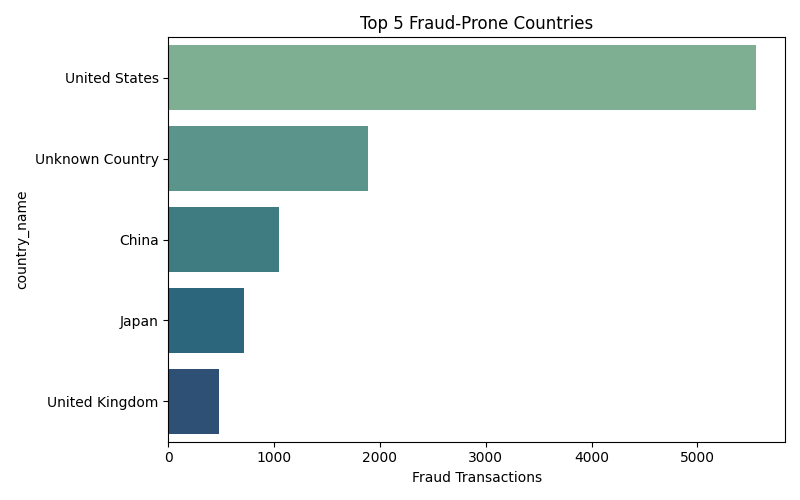 Top 5 Fraud-Prone Countries
country_name
United States
Unknown Country
China
Japan
United Kingdom
0 1000 2000 3000 4000 5000
Fraud Transactions